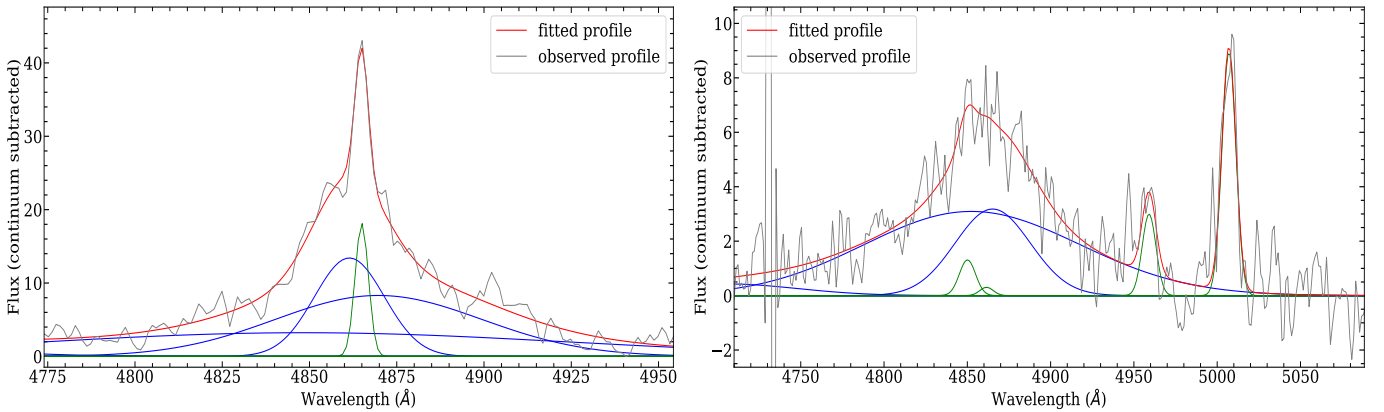 fitted profile
observed profile
Flux (continuum subtracted)
40
30
20
10
0
4775 4800 4825 4850 4875 4900 4925 4950
Wavelength (Å)
fitted profile
observed profile
Flux (continuum subtracted)
10
8
6
4
2
0
−2
4750 4800 4850 4900 4950 5000 5050
Wavelength (Å)